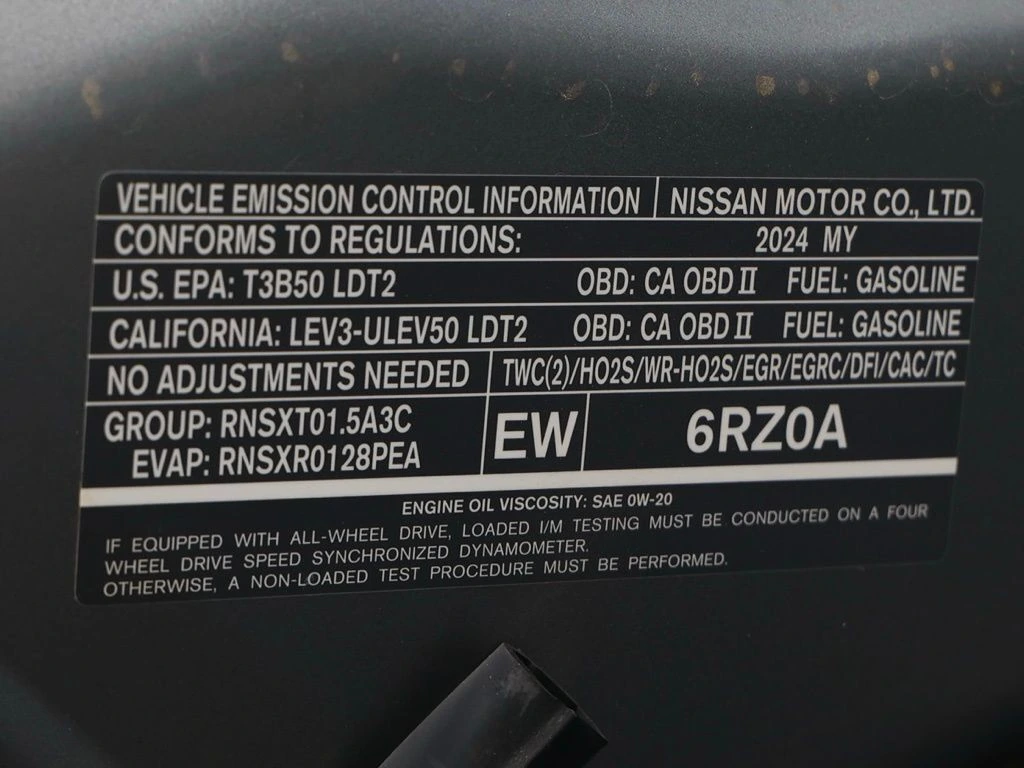 VEHICLE EMISSION CONTROL INFORMATION NISSAN MOTOR CO., LTD.
CONFORMS TO REGULATIONS: 2024 MY
U.S. EPA: T3B50 LDT2 OBD: CA OBD II FUEL: GASOLINE
CALIFORNIA: LEV3-ULEV50 LDT2 OBD: CA OBD II FUEL: GASOLINE
NO ADJUSTMENTS NEEDED TWC(2)/HO2S/WR-HO2S/EGR/EGRC/DFI/CAC/TC
GROUP: RNSXT01.5A3C
EVAP: RNSXR0128PEA
EW
6RZ0A
ENGINE OIL VISCOSITY: SAE 0W-20
IF EQUIPPED WITH ALL-WHEEL DRIVE, LOADED I/M TESTING MUST BE CONDUCTED ON A FOUR
WHEEL DRIVE SPEED SYNCHRONIZED DYNAMOMETER.
OTHERWISE, A NON-LOADED TEST PROCEDURE MUST BE PERFORMED.